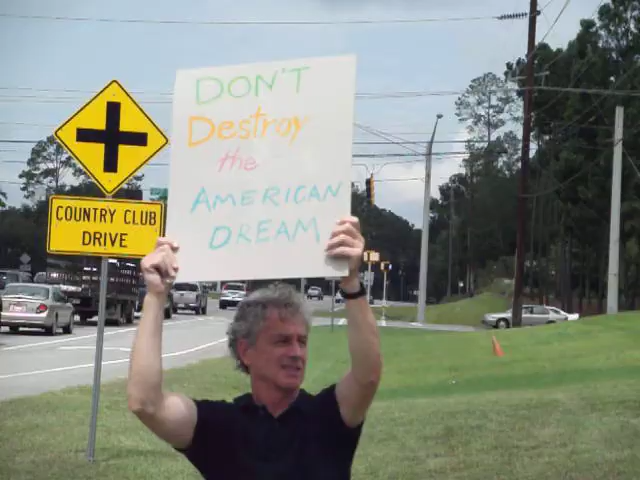 DON'T
Destroy
the
AMERICAN
DREAM
COUNTRY CLUB
DRIVE